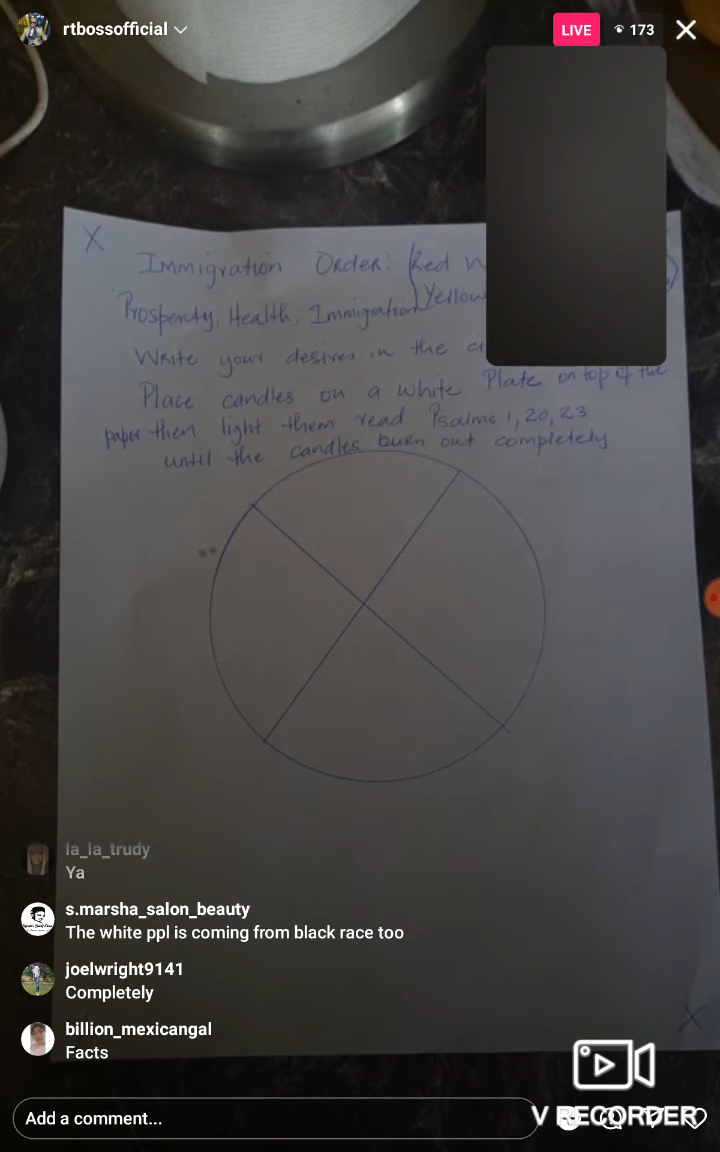 rtbossofficial
LIVE
173
X
Immigration Order: (Red
Prosperity, Health, Immigration Yellow
Write your desires in the
Place candles on a white Plate on top of the
paper then light them read Psalms 1, 20, 23
until the candles burn out completely
la_la_trudy
Ya
s.marsha_salon_beauty
The white ppl is coming from black race too
joelwright9141
Completely
billion_mexicangal
Facts
X
Add a comment...
V RECORDER